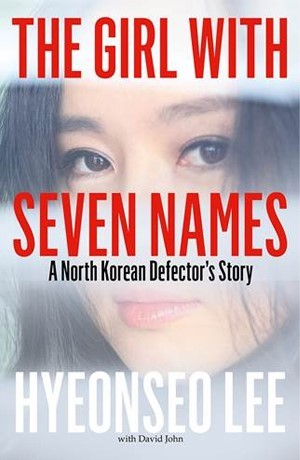 THE GIRL WITH
SEVEN NAMES
A North Korean Defector's Story
HYEONSEO LEE
with David John